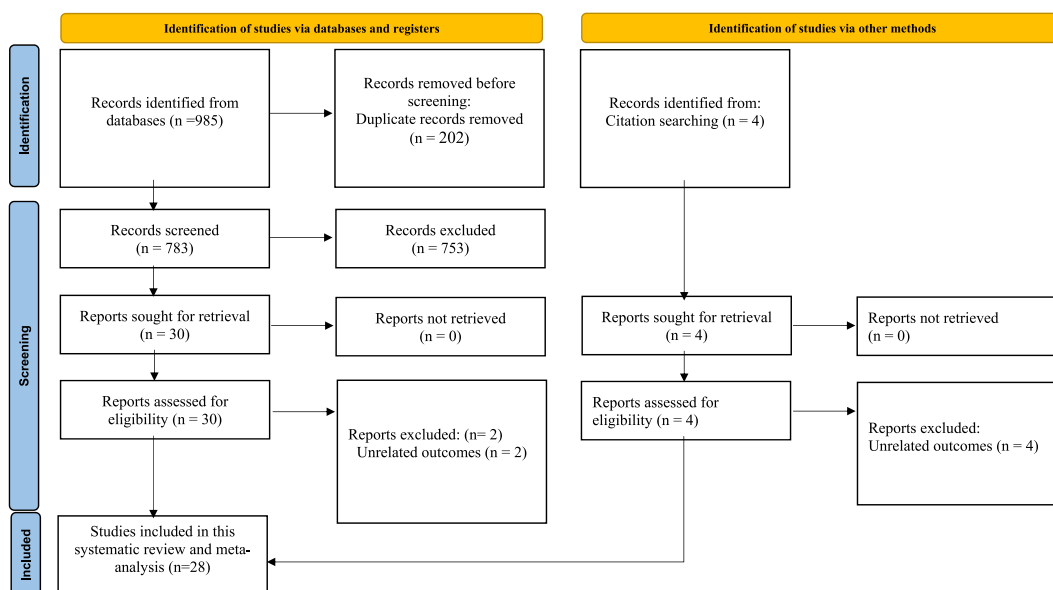 Identification of studies via databases and registers
Identification of studies via other methods
Identification
Records identified from
databases (n =985)
Records removed before
screening:
Duplicate records removed
(n = 202)
Records identified from:
Citation searching (n = 4)
Screening
Records screened
(n = 783)
Records excluded
(n = 753)
Reports sought for retrieval
(n = 30)
Reports not retrieved
(n = 0)
Reports sought for retrieval
(n = 4)
Reports not retrieved
(n = 0)
Reports assessed for
eligibility (n = 30)
Reports excluded: (n= 2)
Unrelated outcomes (n = 2)
Reports assessed for
eligibility (n = 4)
Reports excluded:
Unrelated outcomes (n = 4)
Included
Studies included in this
systematic review and meta-
analysis (n=28)